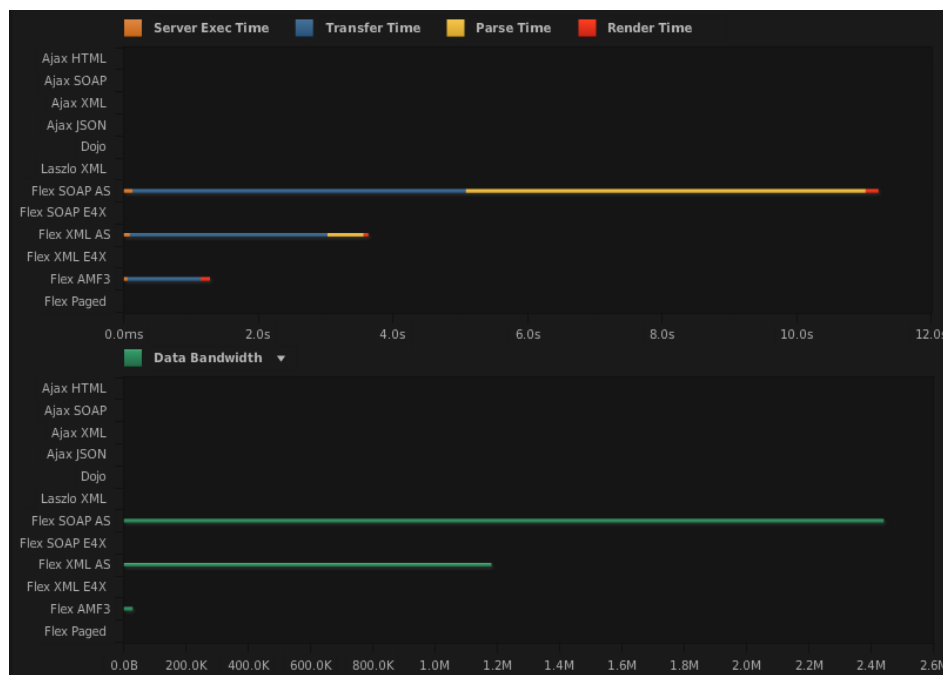 Server Exec Time Transfer Time Parse Time Render Time
Ajax HTML
Ajax SOAP
Ajax XML
Ajax JSON
Dojo
Laszlo XML
Flex SOAP AS
Flex SOAP E4X
Flex XML AS
Flex XML E4X
Flex AMF3
Flex Paged
0.0ms 2.0s 4.0s 6.0s 8.0s 10.0s 12.0s
Data Bandwidth
Ajax HTML
Ajax SOAP
Ajax XML
Ajax JSON
Dojo
Laszlo XML
Flex SOAP AS
Flex SOAP E4X
Flex XML AS
Flex XML E4X
Flex AMF3
Flex Paged
0.0B 200.0K 400.0K 600.0K 800.0K 1.0M 1.2M 1.4M 1.6M 1.8M 2.0M 2.2M 2.4M 2.6M